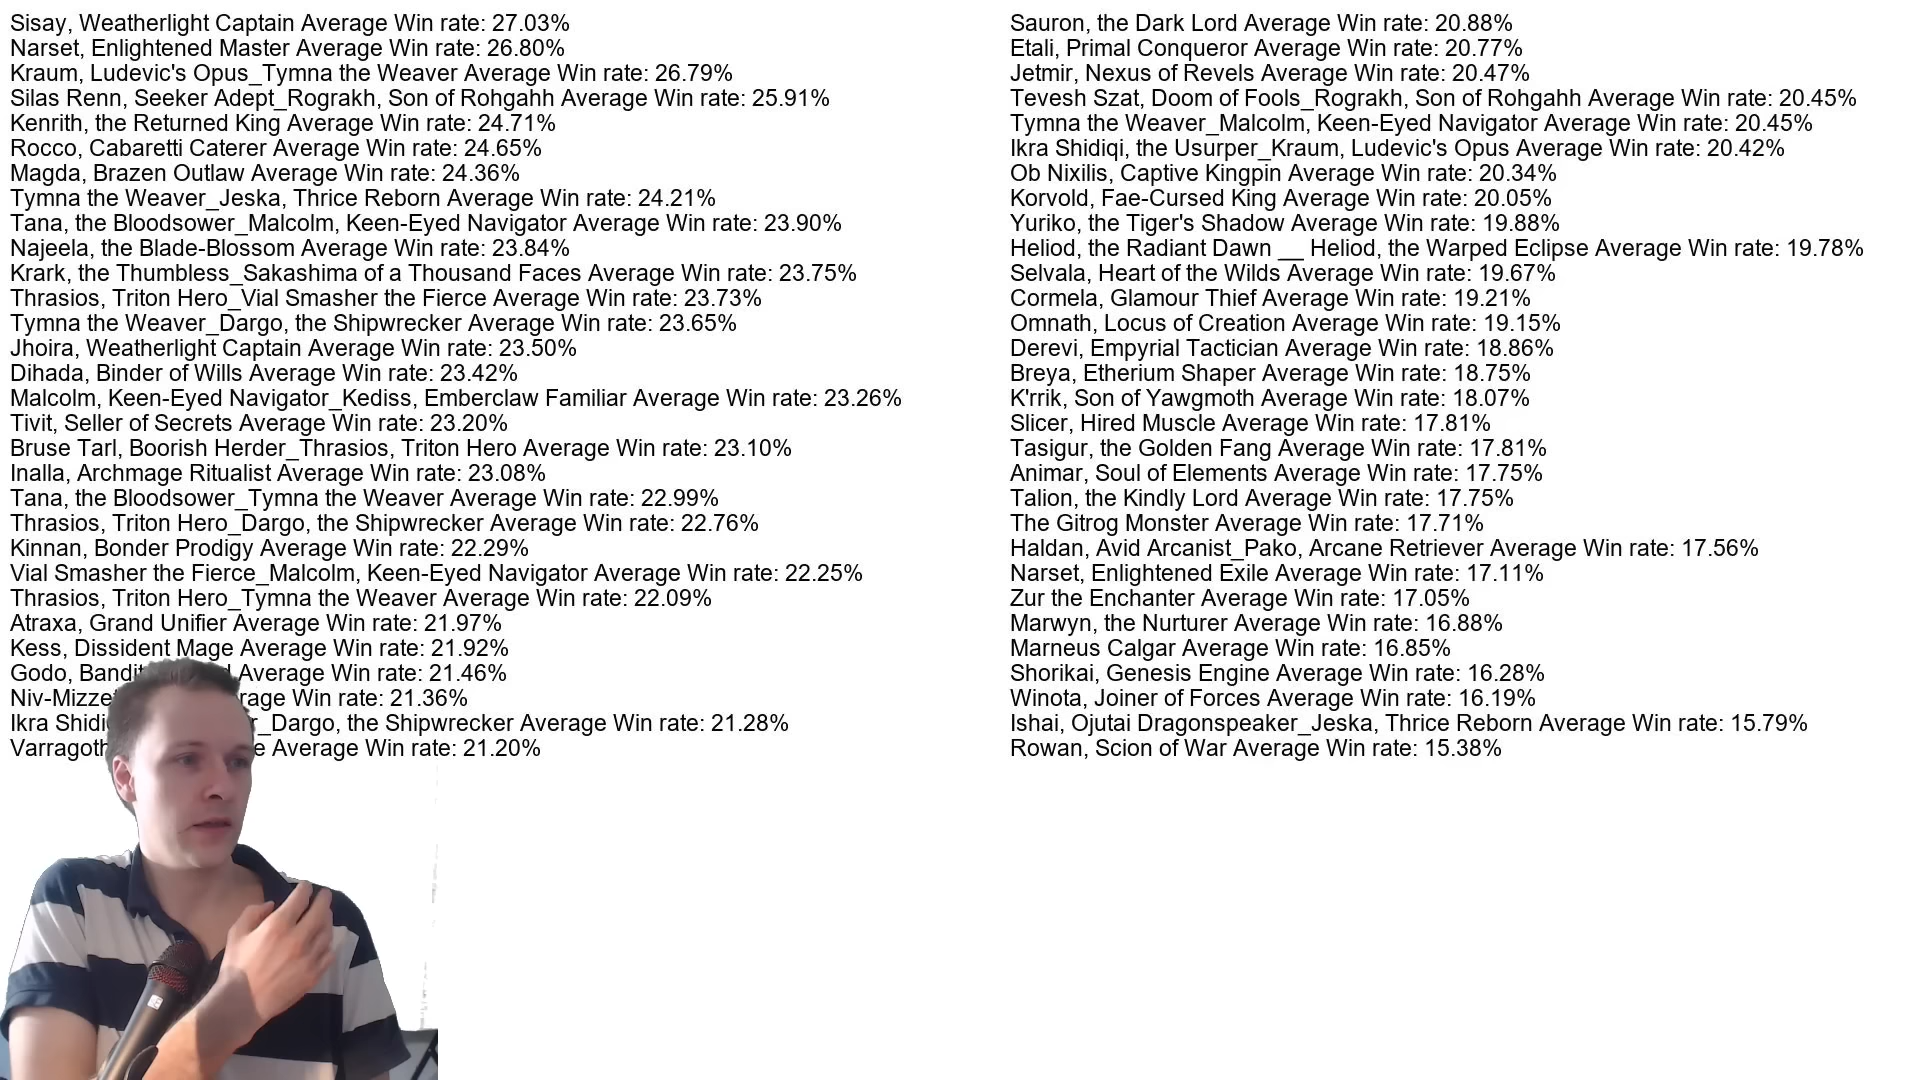 Sisay, Weatherlight Captain Average Win rate: 27.03%
Narset, Enlightened Master Average Win rate: 26.80%
Kraum, Ludevic's Opus_Tymna the Weaver Average Win rate: 26.79%
Silas Renn, Seeker Adept_Rograkh, Son of Rohgahh Average Win rate: 25.91%
Kenrith, the Returned King Average Win rate: 24.71%
Rocco, Cabaretti Caterer Average Win rate: 24.65%
Magda, Brazen Outlaw Average Win rate: 24.36%
Tymna the Weaver_Jeska, Thrice Reborn Average Win rate: 24.21%
Tana, the Bloodsower_Malcolm, Keen-Eyed Navigator Average Win rate: 23.90%
Najeela, the Blade-Blossom Average Win rate: 23.84%
Krark, the Thumbless_Sakashima of a Thousand Faces Average Win rate: 23.75%
Thrasios, Triton Hero_Vial Smasher the Fierce Average Win rate: 23.73%
Tymna the Weaver_Dargo, the Shipwrecker Average Win rate: 23.65%
Jhoira, Weatherlight Captain Average Win rate: 23.50%
Dihada, Binder of Wills Average Win rate: 23.42%
Malcolm, Keen-Eyed Navigator_Kediss, Emberclaw Familiar Average Win rate: 23.26%
Tivit, Seller of Secrets Average Win rate: 23.20%
Bruse Tarl, Boorish Herder_Thrasios, Triton Hero Average Win rate: 23.10%
Inalla, Archmage Ritualist Average Win rate: 23.08%
Tana, the Bloodsower_Tymna the Weaver Average Win rate: 22.99%
Thrasios, Triton Hero_Dargo, the Shipwrecker Average Win rate: 22.76%
Kinnan, Bonder Prodigy Average Win rate: 22.29%
Vial Smasher the Fierce_Malcolm, Keen-Eyed Navigator Average Win rate: 22.25%
Thrasios, Triton Hero_Tymna the Weaver Average Win rate: 22.09%
Atraxa, Grand Unifier Average Win rate: 21.97%
Kess, Dissident Mage Average Win rate: 21.92%
Godo, Average Win rate: 21.46%
Win rate: 21.36%
Ikra _Dargo, the Shipwrecker Average Win rate: 21.28%
Average Win rate: 21.20%
Sauron, the Dark Lord Average Win rate: 20.88%
Etali, Primal Conqueror Average Win rate: 20.77%
Jetmir, Nexus of Revels Average Win rate: 20.47%
Tevesh Szat, Doom of Fools_Rograkh, Son of Rohgahh Average Win rate: 20.45%
Tymna the Weaver_Malcolm, Keen-Eyed Navigator Average Win rate: 20.45%
Ikra Shidiqi, the Usurper_Kraum, Ludevic's Opus Average Win rate: 20.42%
Ob Nixilis, Captive Kingpin Average Win rate: 20.34%
Korvold, Fae-Cursed King Average Win rate: 20.05%
Yuriko, the Tiger's Shadow Average Win rate: 19.88%
Heliod, the Radiant Dawn __ Heliod, the Warped Eclipse Average Win rate: 19.78%
Selvala, Heart of the Wilds Average Win rate: 19.67%
Cormela, Glamour Thief Average Win rate: 19.21%
Omnath, Locus of Creation Average Win rate: 19.15%
Derevi, Empyrial Tactician Average Win rate: 18.86%
Breya, Etherium Shaper Average Win rate: 18.75%
K'rrik, Son of Yawgmoth Average Win rate: 18.07%
Slicer, Hired Muscle Average Win rate: 17.81%
Tasigur, the Golden Fang Average Win rate: 17.81%
Animar, Soul of Elements Average Win rate: 17.75%
Talion, the Kindly Lord Average Win rate: 17.75%
The Gitrog Monster Average Win rate: 17.71%
Haldan, Avid Arcanist_Pako, Arcane Retriever Average Win rate: 17.56%
Narset, Enlightened Exile Average Win rate: 17.11%
Zur the Enchanter Average Win rate: 17.05%
Marwyn, the Nurturer Average Win rate: 16.88%
Marneus Calgar Average Win rate: 16.85%
Shorikai, Genesis Engine Average Win rate: 16.28%
Winota, Joiner of Forces Average Win rate: 16.19%
Ishai, Ojutai Dragonspeaker_Jeska, Thrice Reborn Average Win rate: 15.79%
Rowan, Scion of War Average Win rate: 15.38%